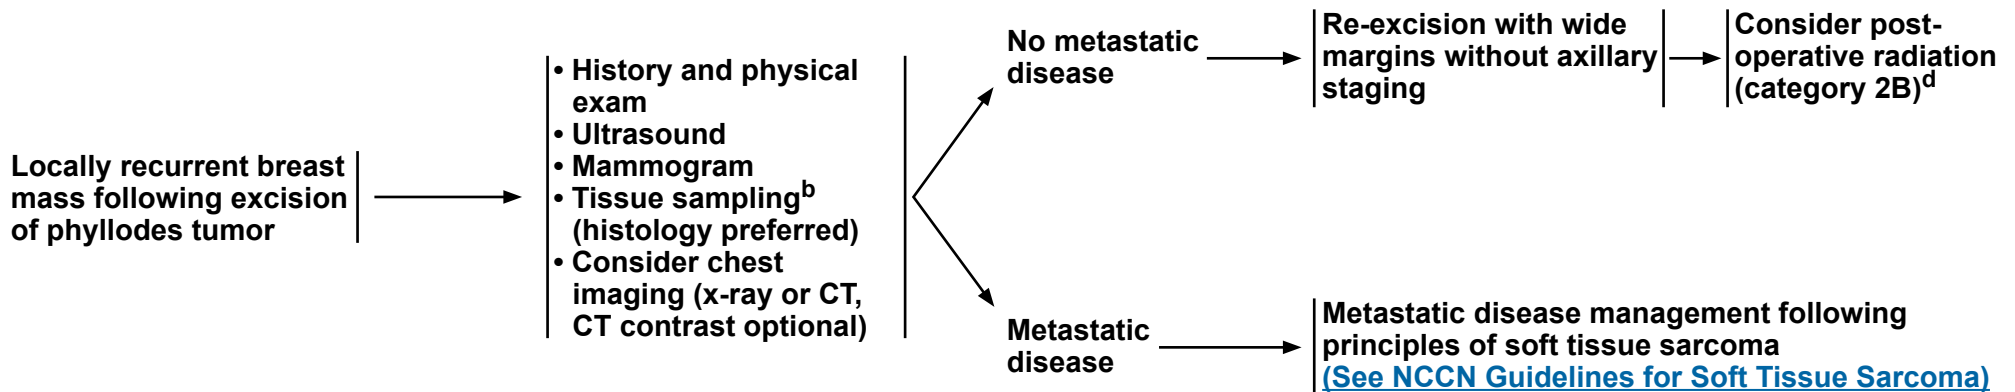 Locally recurrent breast
mass following excision
of phyllodes tumor
• History and physical
exam
• Ultrasound
• Mammogram
• Tissue samplingb
(histology preferred)
• Consider chest
imaging (x-ray or CT,
CT contrast optional)
No metastatic
disease
Re-excision with wide
margins without axillary
staging
Consider post-
operative radiation
(category 2B)d
Metastatic
disease
Metastatic disease management following
principles of soft tissue sarcoma
(See NCCN Guidelines for Soft Tissue Sarcoma)